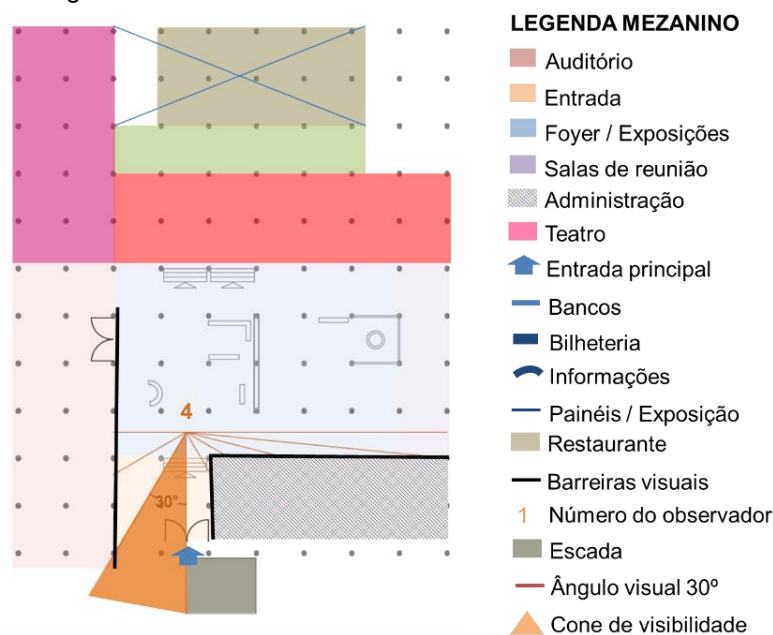 LEGENDA MEZANINO
Auditório
Entrada
Foyer / Exposições
Salas de reunião
Administração
Teatro
Entrada principal
Bancos
Bilheteria
Informações
Painéis / Exposição
Restaurante
Barreiras visuais
1 Número do observador
Escada
Ângulo visual 30º
Cone de visibilidade
4
30°